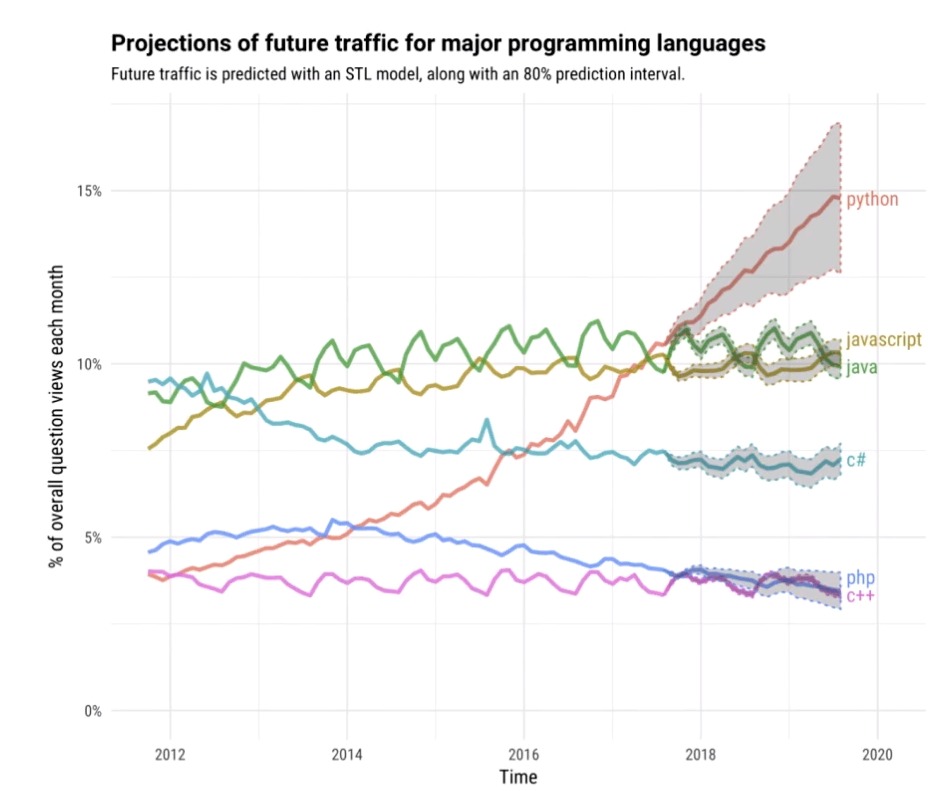 Projections of future traffic for major programming languages
Future traffic is predicted with an STL model, along with an 80% prediction interval.
% of overall question views each month
15%
10%
5%
0%
python
javascript
java
c#
php
c++
2012
2014
2016
2018
2020
Time